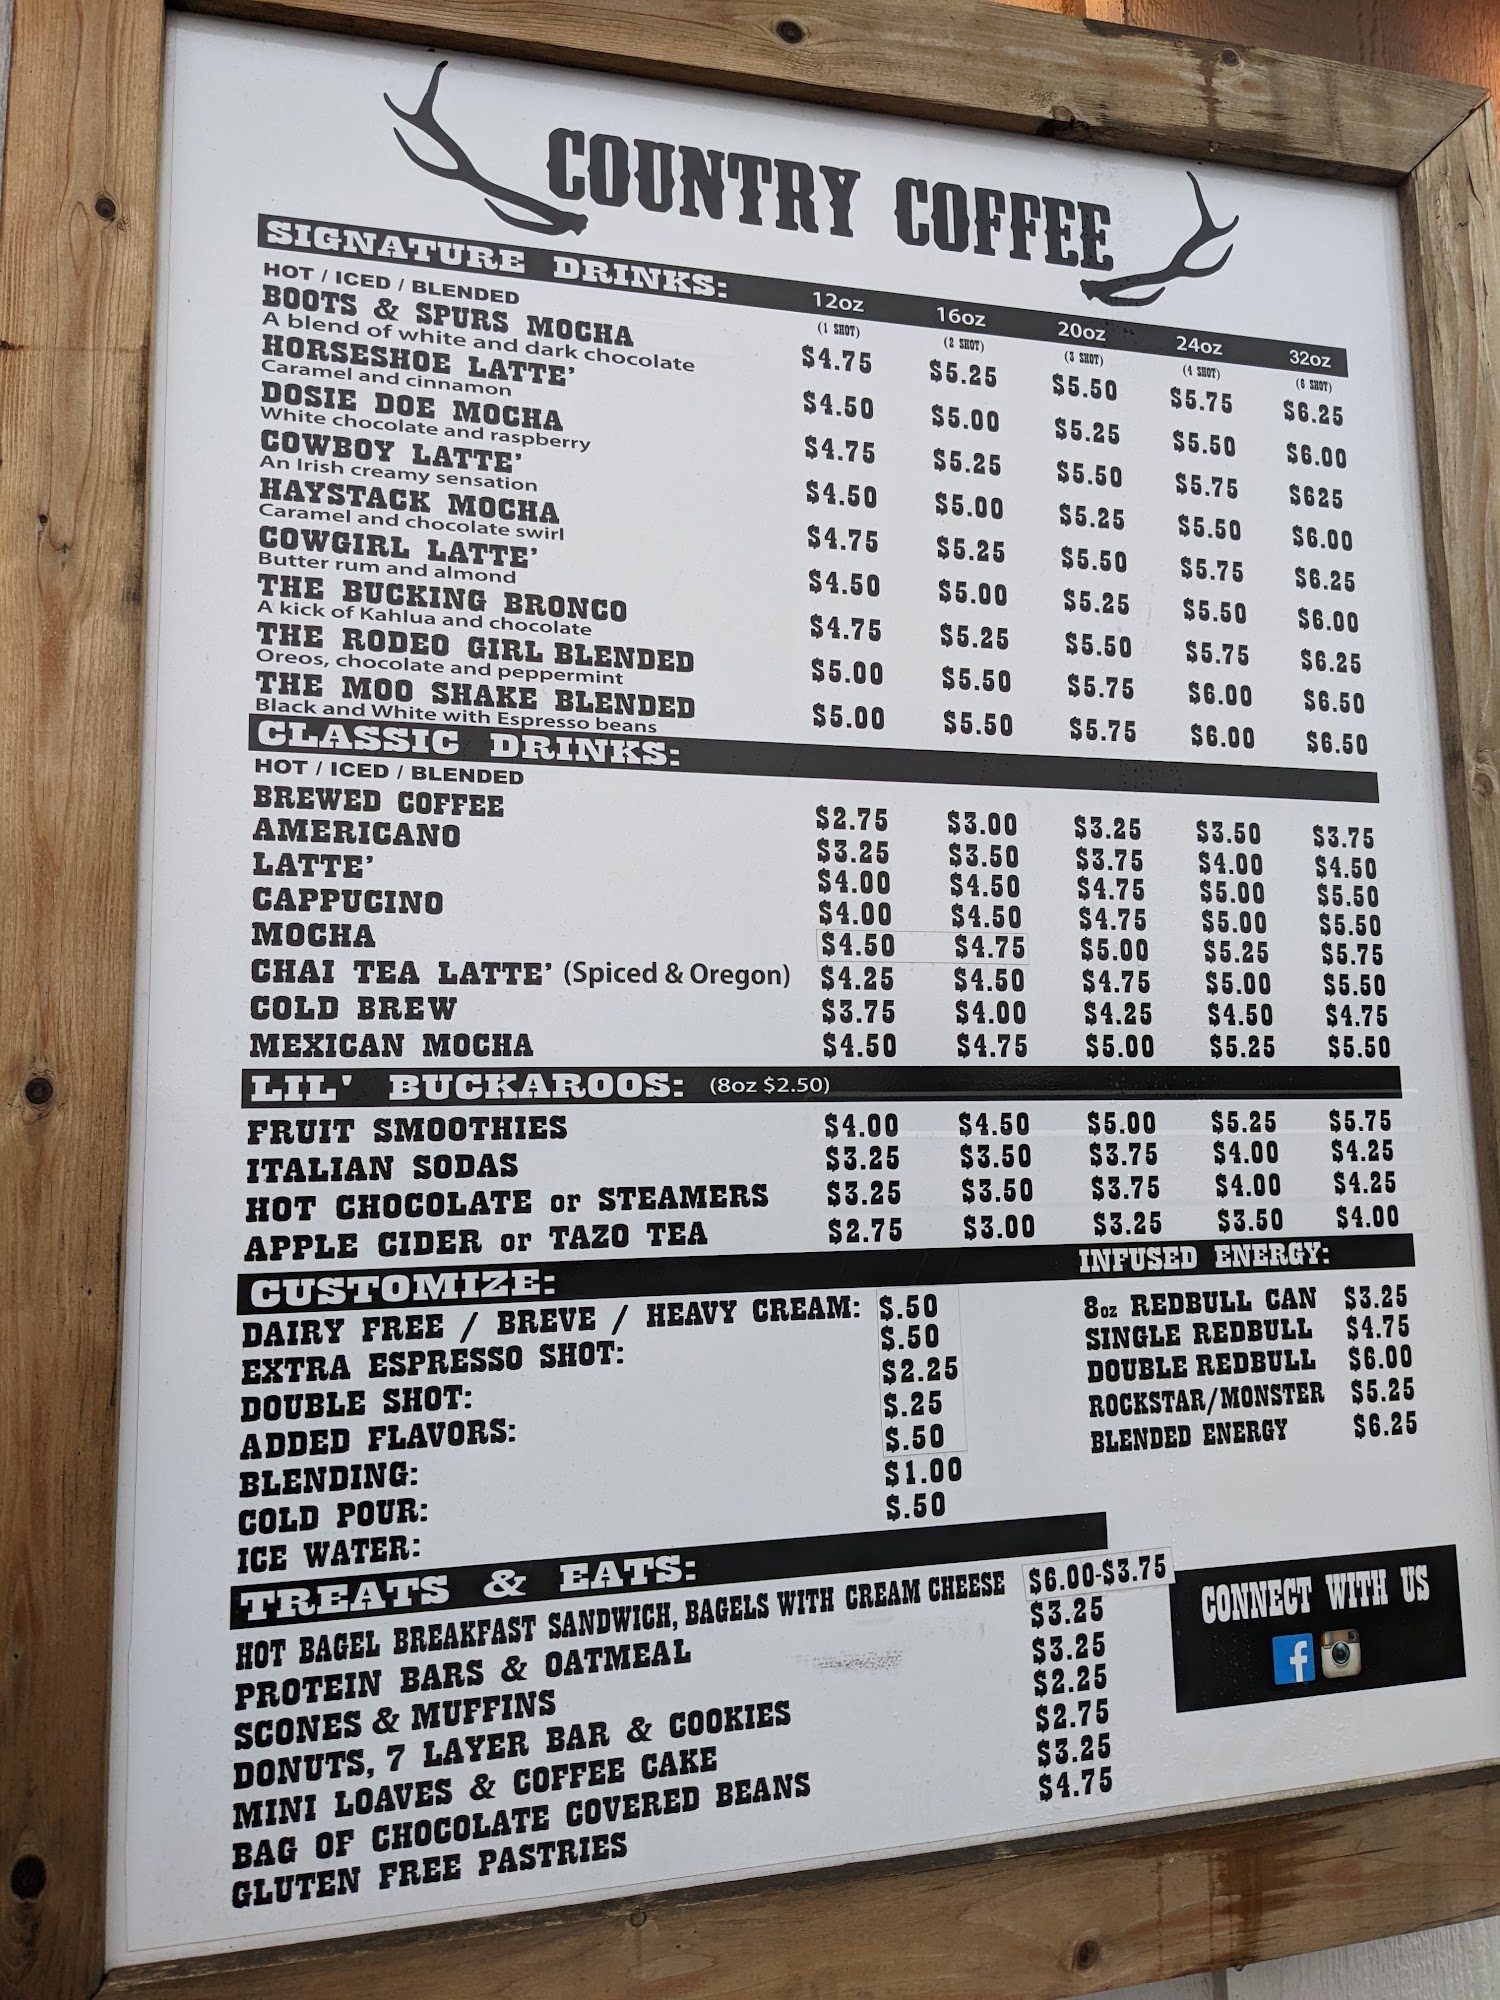 COUNTRY COFFEE
SIGNATURE DRINKS: 12oz 16oz 20oz 24oz 32oz
HOT / ICED / BLENDED (1 SHOT) (2 SHOT) (3 SHOT) (4 SHOT) (6 SHOT)
BOOTS & SPURS MOCHA $4.75 $5.25 $5.50 $5.75 $6.25
A blend of white and dark chocolate
HORSESHOE LATTE' $4.50 $5.00 $5.25 $5.50 $6.00
Caramel and cinnamon
DOSIE DOE MOCHA $4.75 $5.25 $5.50 $5.75 $625
White chocolate and raspberry
COWBOY LATTE' $4.50 $5.00 $5.25 $5.50 $6.00
An Irish creamy sensation
HAYSTACK MOCHA $4.75 $5.25 $5.50 $5.75 $6.25
Caramel and chocolate swirl
COWGIRL LATTE' $4.50 $5.00 $5.25 $5.50 $6.00
Butter rum and almond
THE BUCKING BRONCO $4.75 $5.25 $5.50 $5.75 $6.25
A kick of Kahlua and chocolate
THE RODEO GIRL BLENDED $5.00 $5.50 $5.75 $6.00 $6.50
Oreos, chocolate and peppermint
THE MOO SHAKE BLENDED $5.00 $5.50 $5.75 $6.00 $6.50
Black and White with Espresso beans
CLASSIC DRINKS:
HOT / ICED / BLENDED
BREWED COFFEE $2.75 $3.00 $3.25 $3.50 $3.75
AMERICANO $3.25 $3.50 $3.75 $4.00 $4.50
LATTE' $4.00 $4.50 $4.75 $5.00 $5.50
CAPPUCINO $4.00 $4.50 $4.75 $5.00 $5.50
MOCHA $4.50 $4.75 $5.00 $5.25 $5.75
CHAI TEA LATTE' (Spiced & Oregon) $4.25 $4.50 $4.75 $5.00 $5.50
COLD BREW $3.75 $4.00 $4.25 $4.50 $4.75
MEXICAN MOCHA $4.50 $4.75 $5.00 $5.25 $5.50
LIL' BUCKAROOS: (8oz $2.50)
FRUIT SMOOTHIES $4.00 $4.50 $5.00 $5.25 $5.75
ITALIAN SODAS $3.25 $3.50 $3.75 $4.00 $4.25
HOT CHOCOLATE or STEAMERS $3.25 $3.50 $3.75 $4.00 $4.25
APPLE CIDER or TAZO TEA $2.75 $3.00 $3.25 $3.50 $4.00
CUSTOMIZE:
DAIRY FREE / BREVE / HEAVY CREAM: $.50
EXTRA ESPRESSO SHOT: $.50
DOUBLE SHOT: $2.25
ADDED FLAVORS: $.25
BLENDING: $.50
COLD POUR: $1.00
ICE WATER: $.50
INFUSED ENERGY:
8oz REDBULL CAN $3.25
SINGLE REDBULL $4.75
DOUBLE REDBULL $6.00
ROCKSTAR/MONSTER $5.25
BLENDED ENERGY $6.25
TREATS & EATS:
HOT BAGEL BREAKFAST SANDWICH, BAGELS WITH CREAM CHEESE $6.00-$3.75
PROTEIN BARS & OATMEAL $3.25
SCONES & MUFFINS $3.25
DONUTS, 7 LAYER BAR & COOKIES $2.25
MINI LOAVES & COFFEE CAKE $2.75
BAG OF CHOCOLATE COVERED BEANS $3.25
GLUTEN FREE PASTRIES $4.75
CONNECT WITH US
f